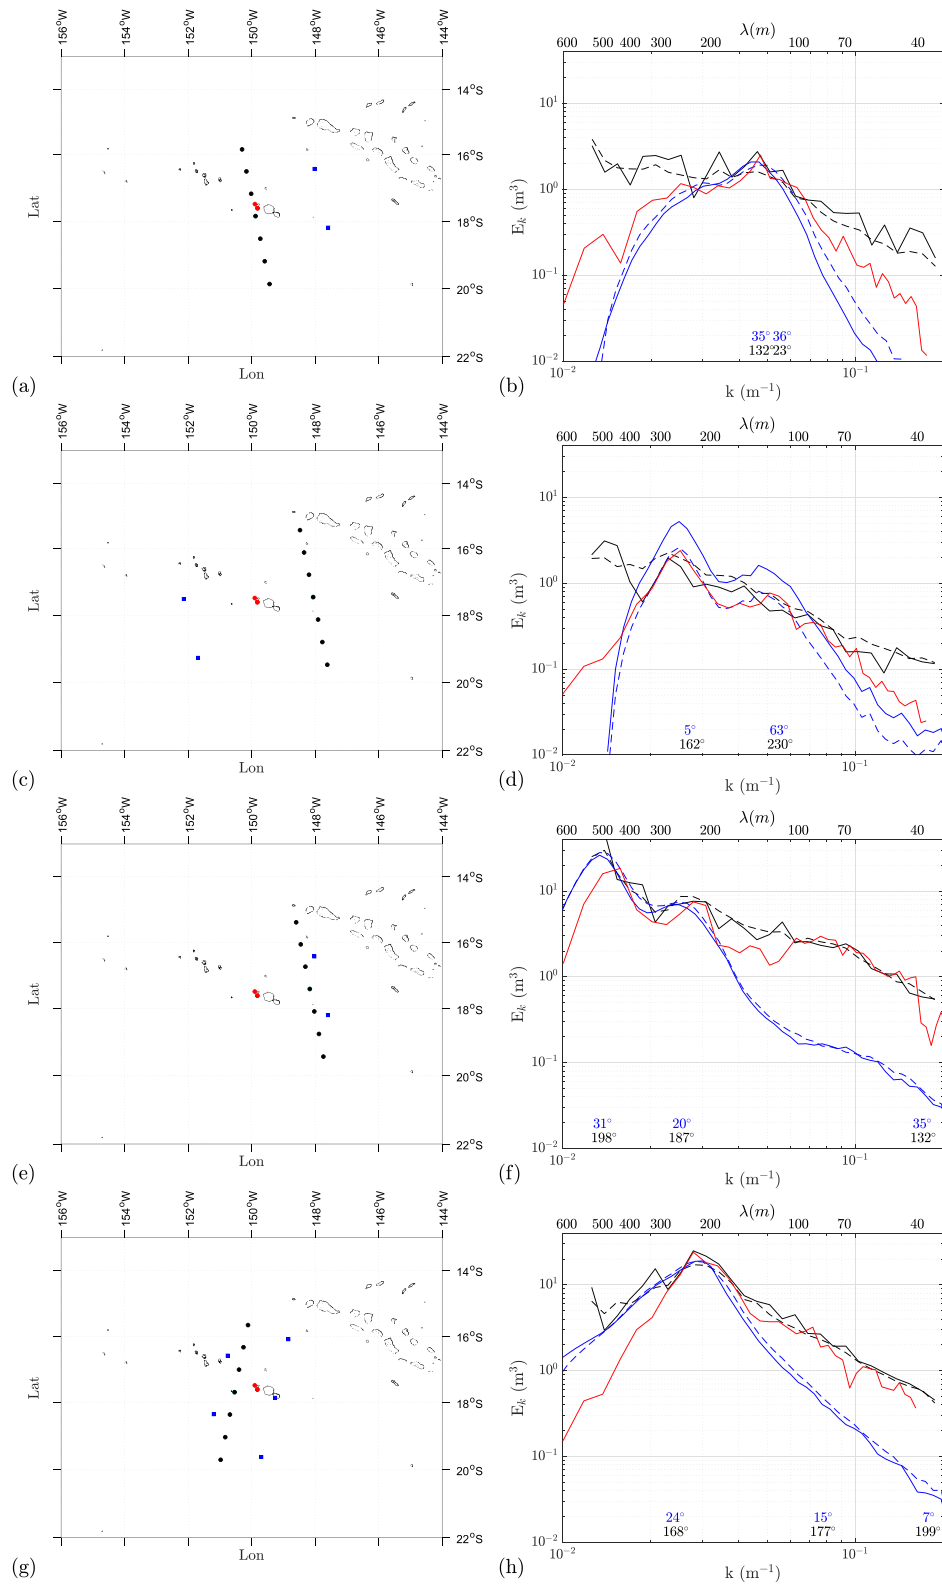 156°W 154°W 152°W 150°W 148°W 146°W 144°W
14°S
16°S
18°S
20°S
22°S
Lat
Lon
(a)
λ(m)
600 500 400 300 200 100 70 40
10¹
10⁰
10⁻¹
10⁻²
E_k (m³)
35° 36°
132° 23°
10⁻² 10⁻¹
k (m⁻¹)
(b)
156°W 154°W 152°W 150°W 148°W 146°W 144°W
14°S
16°S
18°S
20°S
22°S
Lat
Lon
(c)
λ(m)
600 500 400 300 200 100 70 40
10¹
10⁰
10⁻¹
10⁻²
E_k (m³)
5° 63°
162° 230°
10⁻² 10⁻¹
k (m⁻¹)
(d)
156°W 154°W 152°W 150°W 148°W 146°W 144°W
14°S
16°S
18°S
20°S
22°S
Lat
Lon
(e)
λ(m)
600 500 400 300 200 100 70 40
10¹
10⁰
10⁻¹
10⁻²
E_k (m³)
31° 20° 35°
198° 187° 132°
10⁻² 10⁻¹
k (m⁻¹)
(f)
156°W 154°W 152°W 150°W 148°W 146°W 144°W
14°S
16°S
18°S
20°S
22°S
Lat
Lon
(g)
λ(m)
600 500 400 300 200 100 70 40
10¹
10⁰
10⁻¹
10⁻²
E_k (m³)
24° 15° 7°
168° 177° 199°
10⁻² 10⁻¹
k (m⁻¹)
(h)